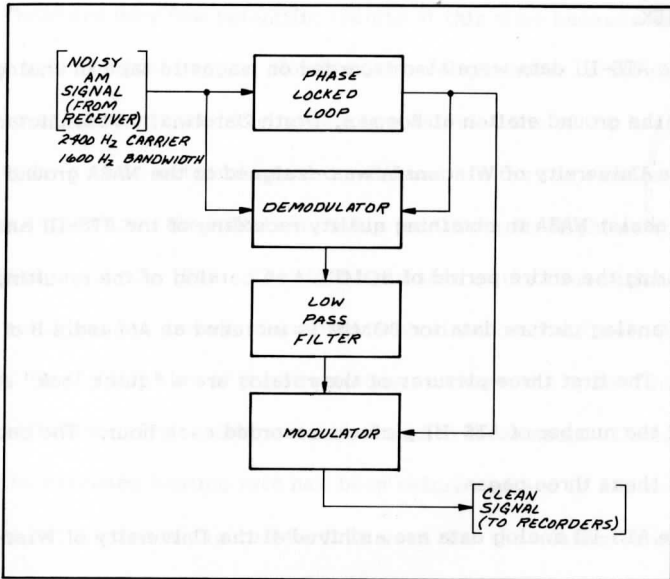 NOISY
AM
SIGNAL
(FROM
RECEIVER)
2400 HZ CARRIER
1600 HZ BANDWIDTH
PHASE
LOCKED
LOOP
DEMODULATOR
LOW
PASS
FILTER
MODULATOR
CLEAN
SIGNAL
(TO RECORDERS)